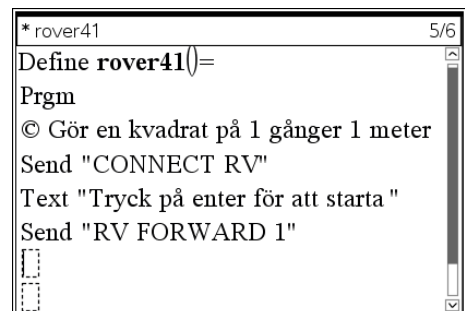 * rover41 5/6
Define rover41()=
Prgm
© Gör en kvadrat på 1 gånger 1 meter
Send "CONNECT RV"
Text "Tryck på enter för att starta "
Send "RV FORWARD 1"